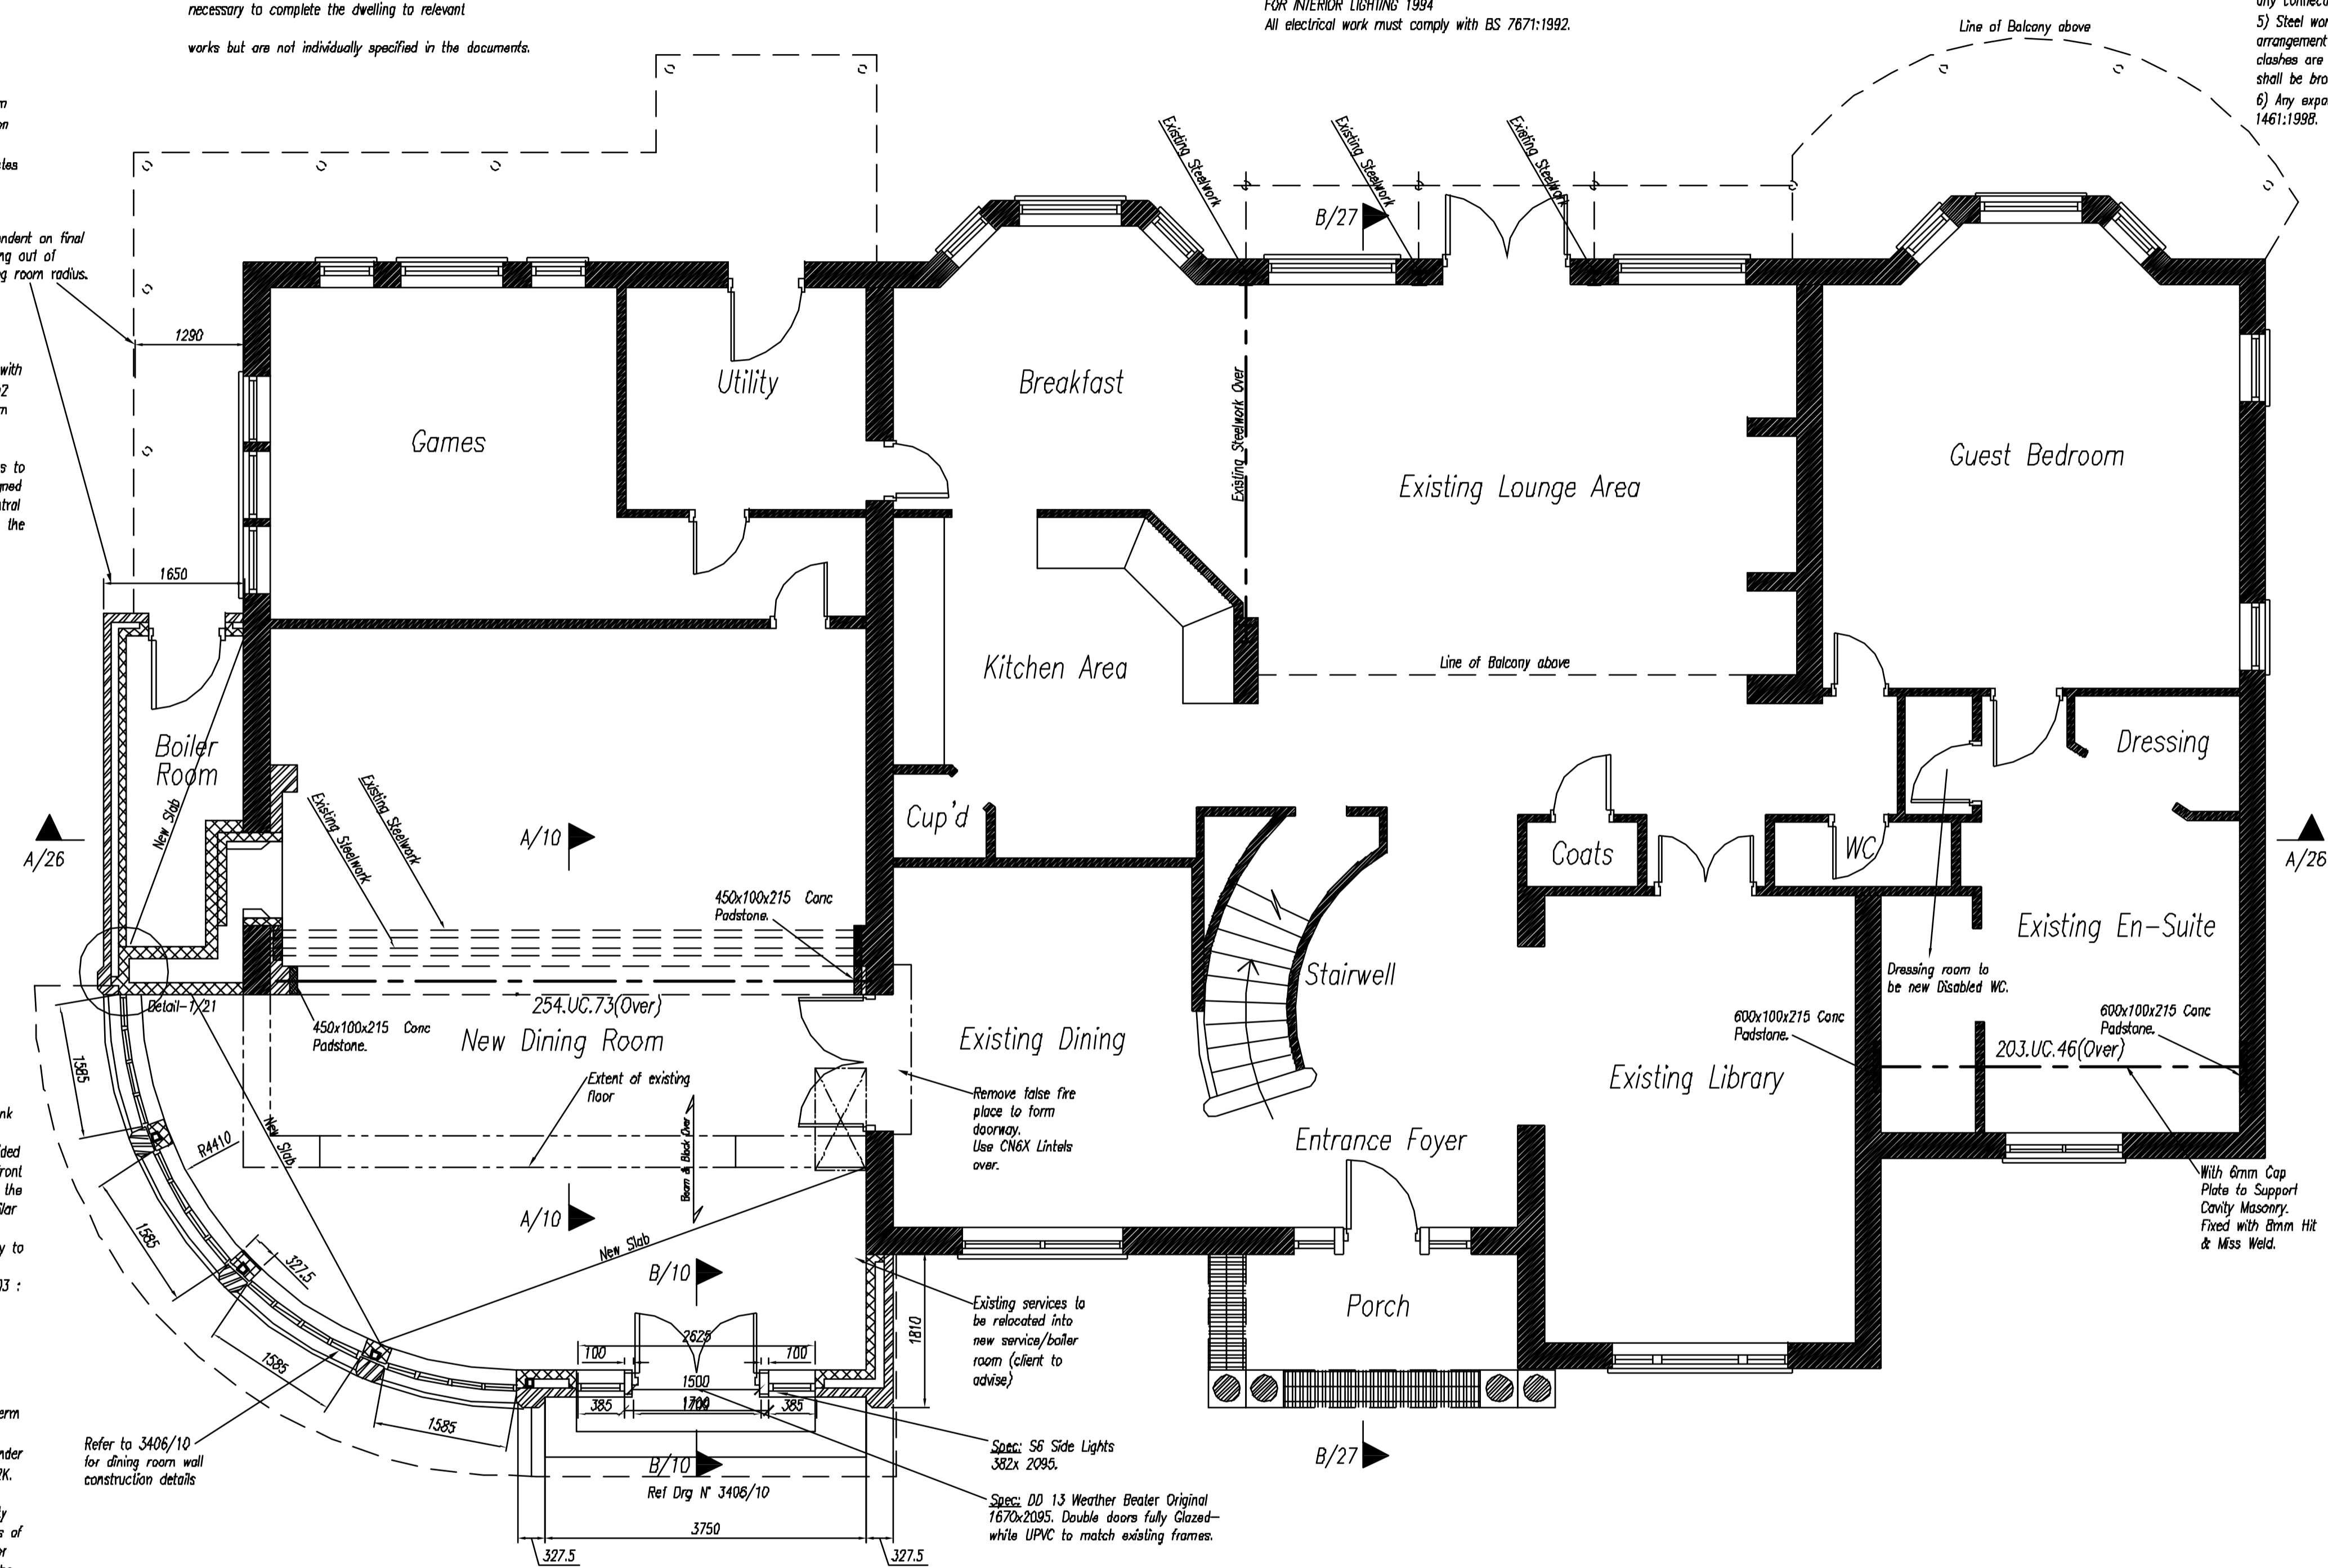 necessary to complete the dwelling to relevant
works but are not individually specified in the documents.
FOR INTERIOR LIGHTING 1994
All electrical work must comply with BS 7671:1992.
Line of Balcony above
5) Steel
arrangement
clashes are
shall be
6) Any
1461:1998.
on final
out of
room radius.
with
s to
the
Existing Steelwork
Existing Steelwork
Existing Steelwork
B/27
1290
1650
Games
Utility
Breakfast
Existing Steelwork Over
Existing Lounge Area
Guest Bedroom
Kitchen Area
Line of Balcony above
Boiler
Room
New Slab
Existing Steelwork
Existing Steelwork
A/26
A/10
Cup'd
Coats
WC
Dressing
A/26
450x100x215 Conc
Padstone.
Existing En-Suite
Dressing room to
be new Disabled WC.
Stairwell
Detail-1/21
254.UC.73(Over)
450x100x215 Conc
Padstone.
New Dining Room
Existing Dining
600x100x215 Conc
Padstone.
600x100x215 Conc
Padstone.
203.UC.46(Over)
Existing Library
Extent of existing
floor
Remove false fire
place to form
doorway.
Use CN6X Lintels
over.
Entrance Foyer
1585
R4410
New Slab
Beam & Block Over
A/10
With 6mm Cap
Plate to Support
Cavity Masonry.
Fixed with 8mm Hit
& Miss Weld.
1585
327.5
New Slab
B/10
1810
Existing services to
be relocated into
new service/boiler
room (client to
advise)
Porch
1585
2625
100
100
1500
385
1700
385
1585
Refer to 3406/10
for dining room wall
construction details
B/10
Ref Drg N° 3406/10
Spec: S6 Side Lights
382x 2095.
B/27
Spec: DD 13 Weather Beater Original
1670x2095. Double doors fully Glazed-
while UPVC to match existing frames.
3750
327.5
327.5